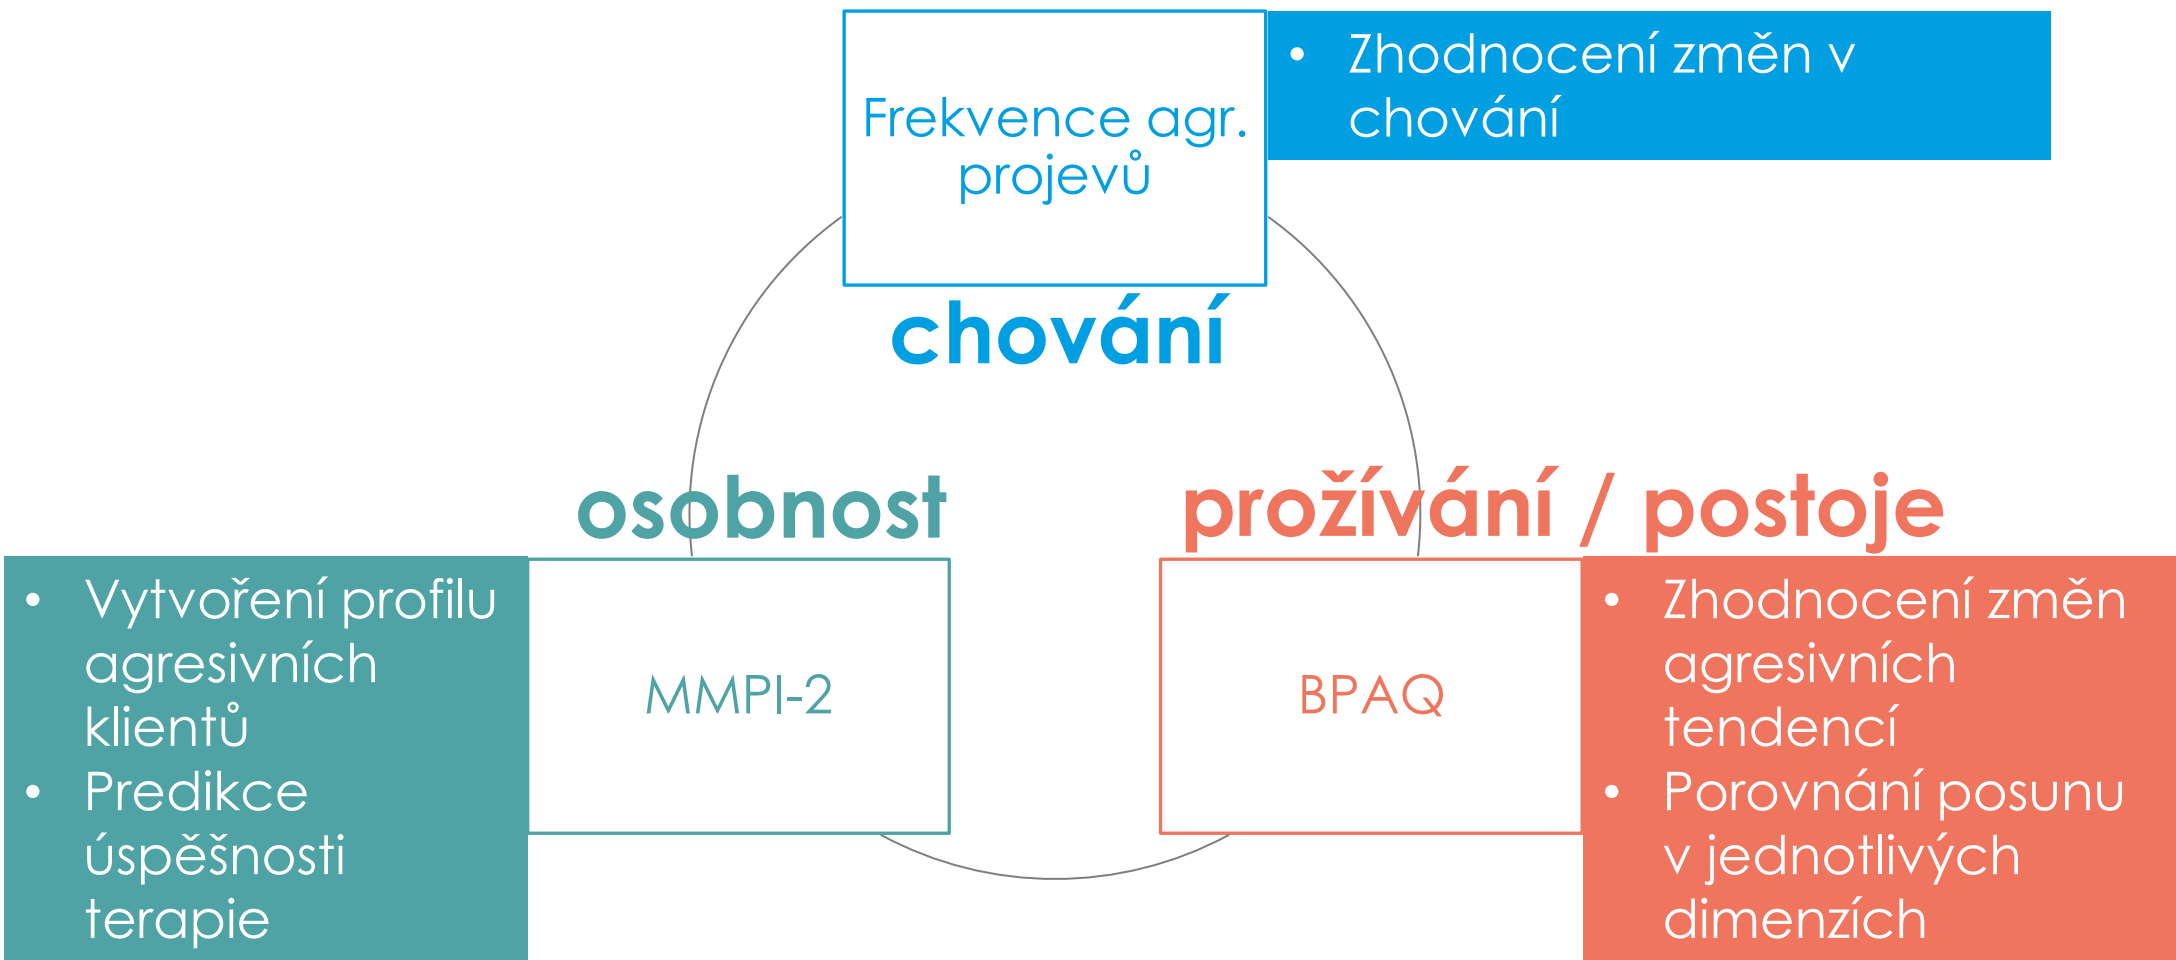 Frekvence agr.
projevů
• Zhodnocení změn v
chování
chování
osobnost
prožívání / postoje
• Vytvoření profilu
agresivních
klientů
• Predikce
úspěšnosti
terapie
MMPI-2
BPAQ
• Zhodnocení změn
agresivních
tendencí
• Porovnání posunu
v jednotlivých
dimenzích